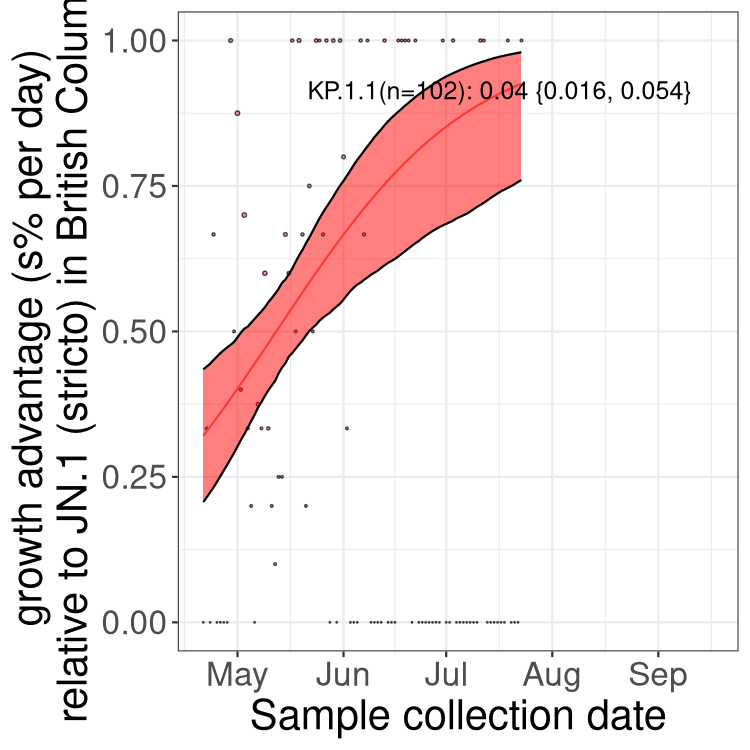 growth advantage (s% per day)
relative to JN.1 (stricto) in British Colum
1.00
0.75
0.50
0.25
0.00
KP.1.1(n=102): 0.04 {0.016, 0.054}
May Jun Jul Aug Sep
Sample collection date